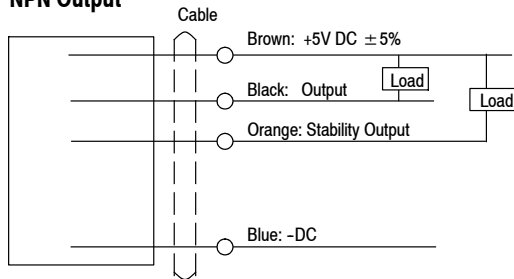 NPN Output
Cable
Brown: +5V DC ±5%
Load
Black: Output
Load
Orange: Stability Output
Blue: -DC